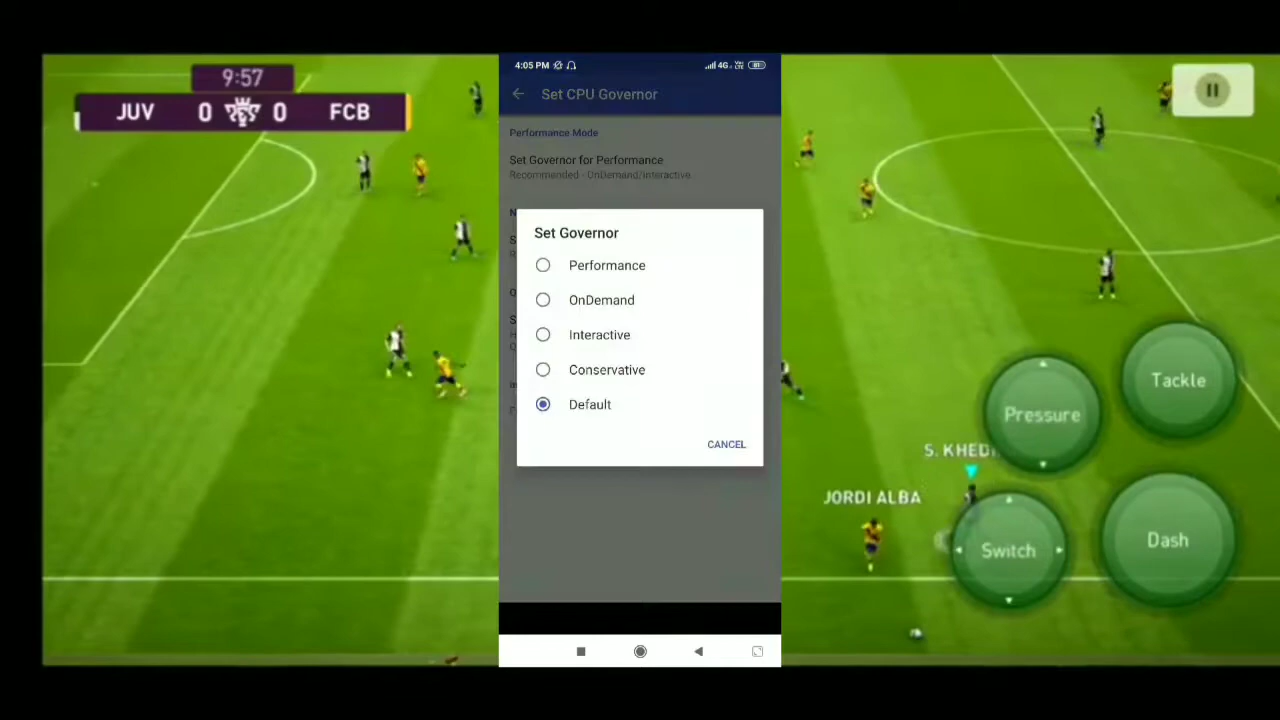 9:57
JUV 0 0 FCB
4:05 PM
4G
81
Set CPU Governor
Performance Mode
Set Governor for Performance
Recommended - OnDemand/Interactive
Set Governor
Performance
OnDemand
Interactive
Conservative
Default
CANCEL
Tackle
Pressure
JORDI ALBA
Switch
Dash